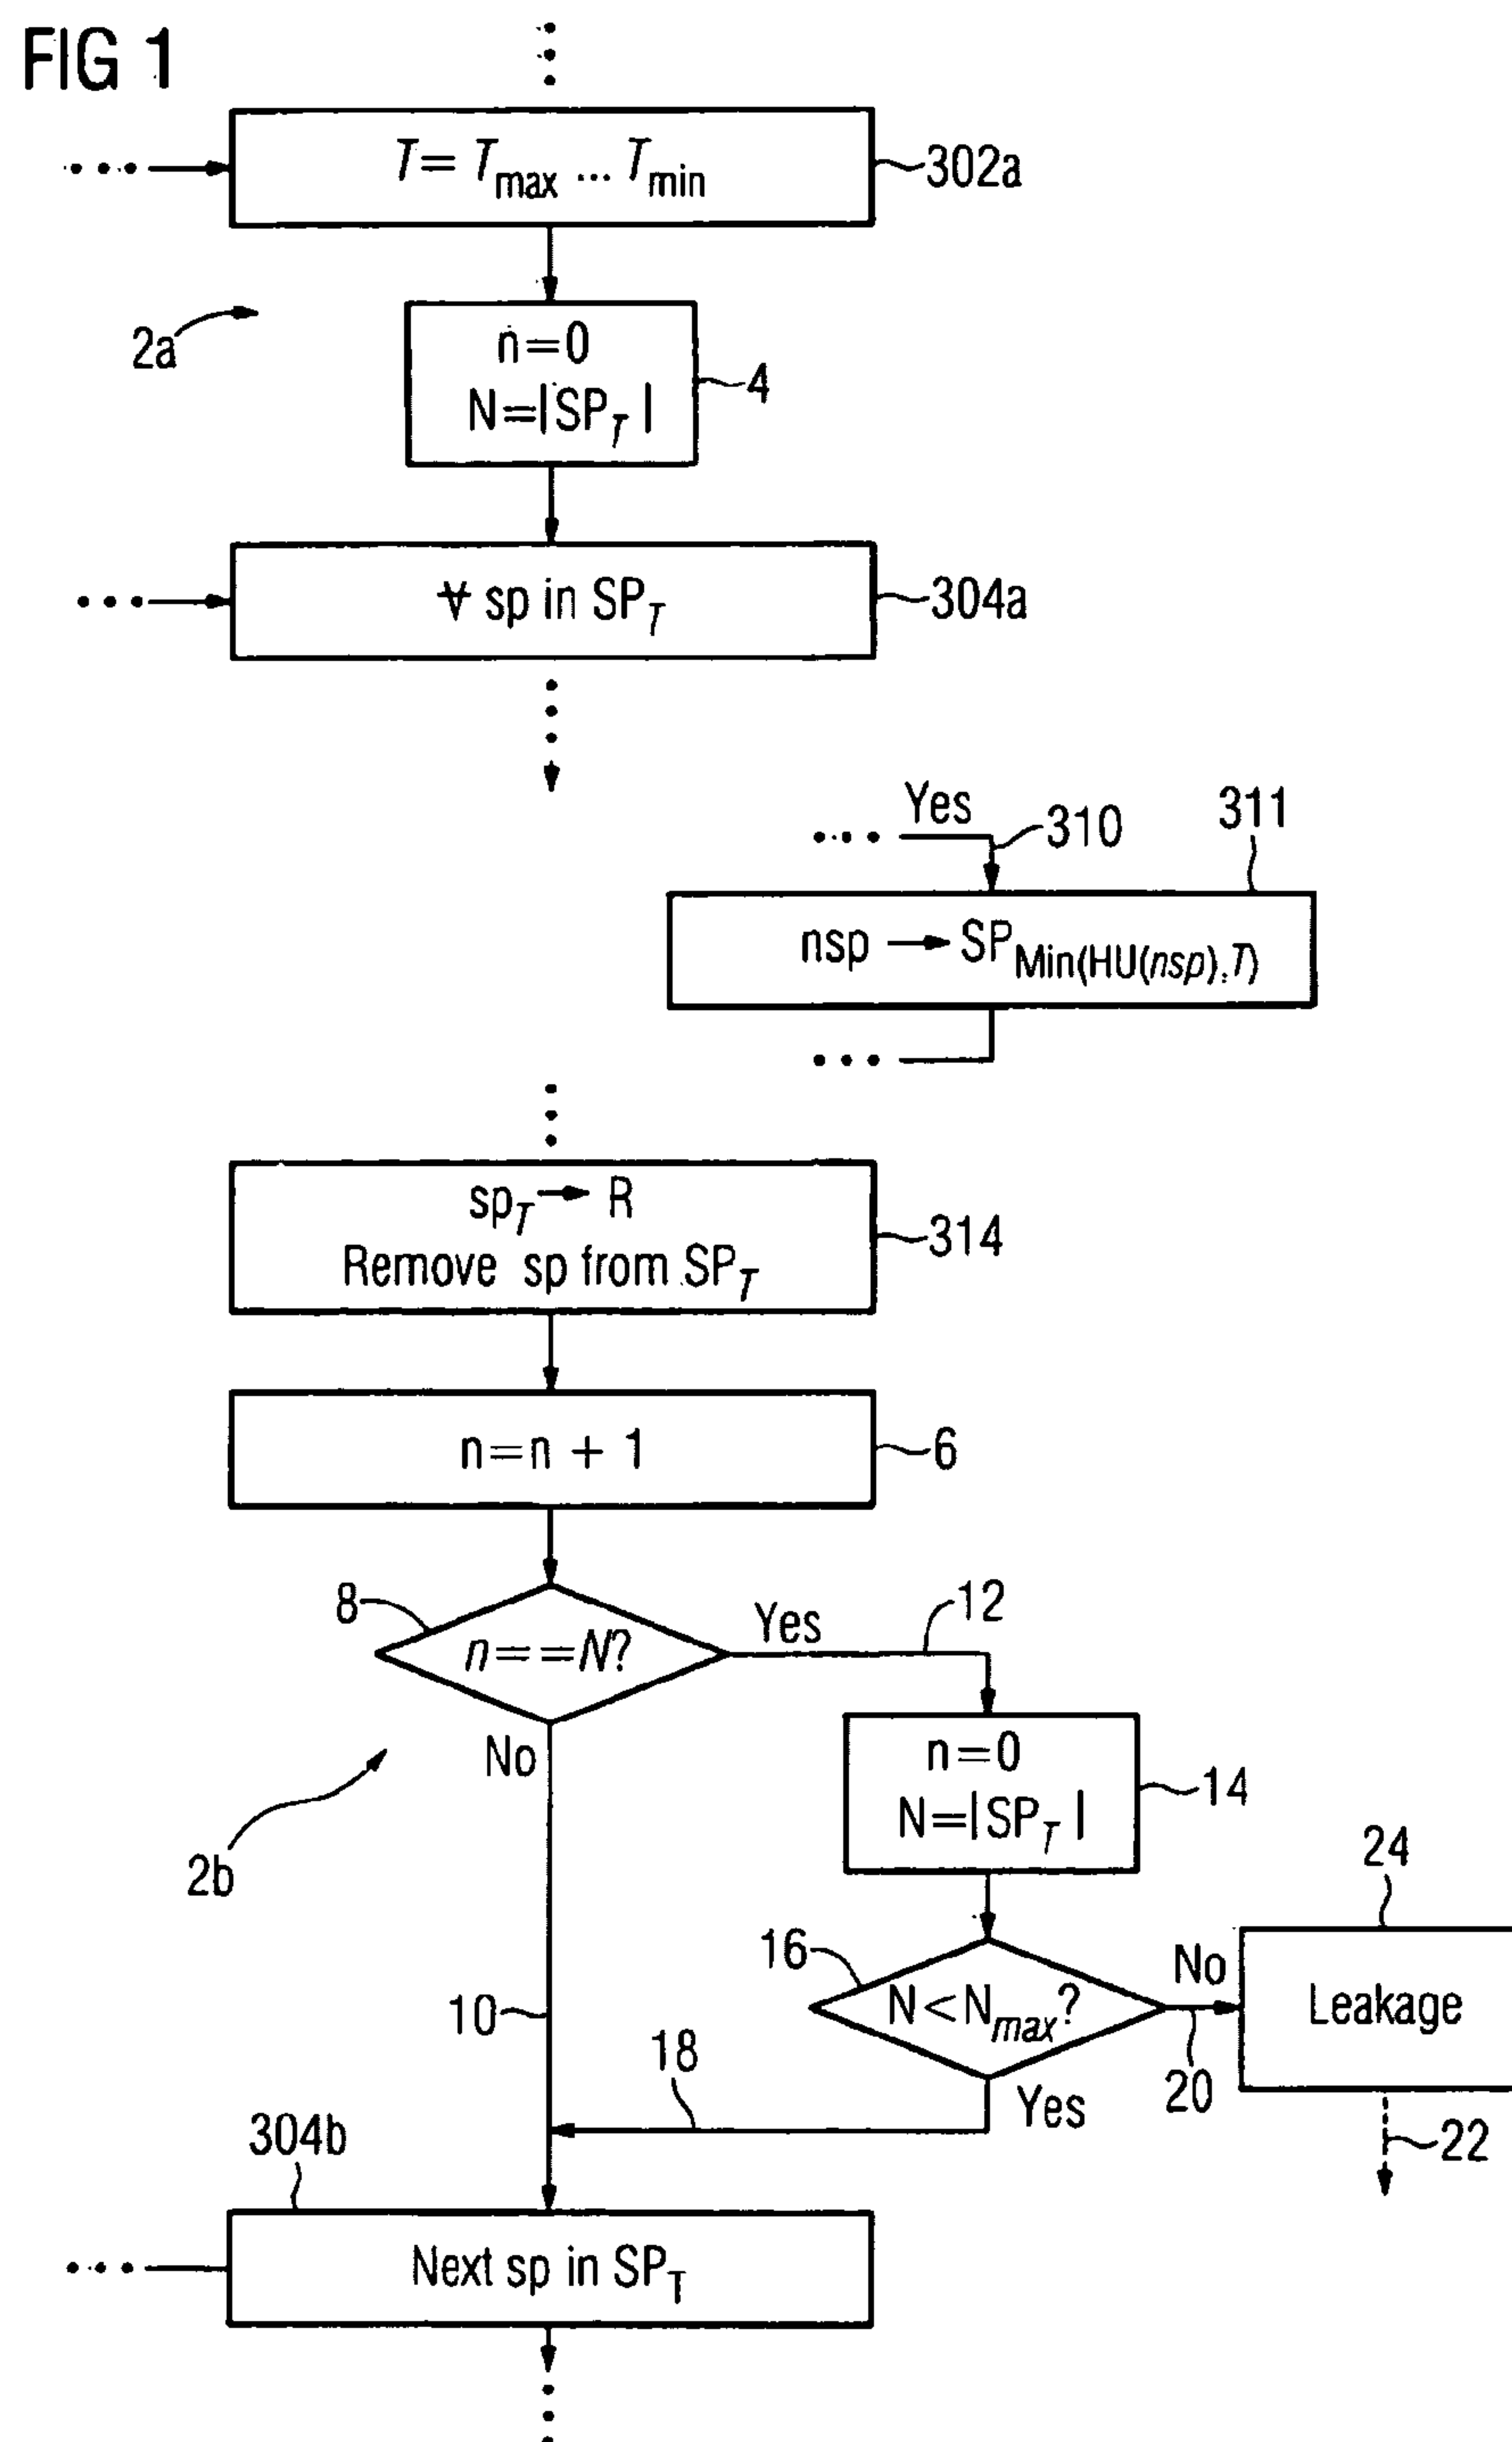 FIG 1
T = Tmax ... Tmin
302a
2a
n=0
N=|SPT|
4
∀ sp in SPT
304a
Yes
310
311
nsp → SPMin(HU(nsp),T)
spT → R
Remove sp from SPT
314
n=n + 1
6
8
n==N?
Yes
12
No
n=0
N=|SPT|
14
2b
24
16
N<Nmax?
No
Leakage
10
18
20
Yes
22
304b
Next sp in SPT